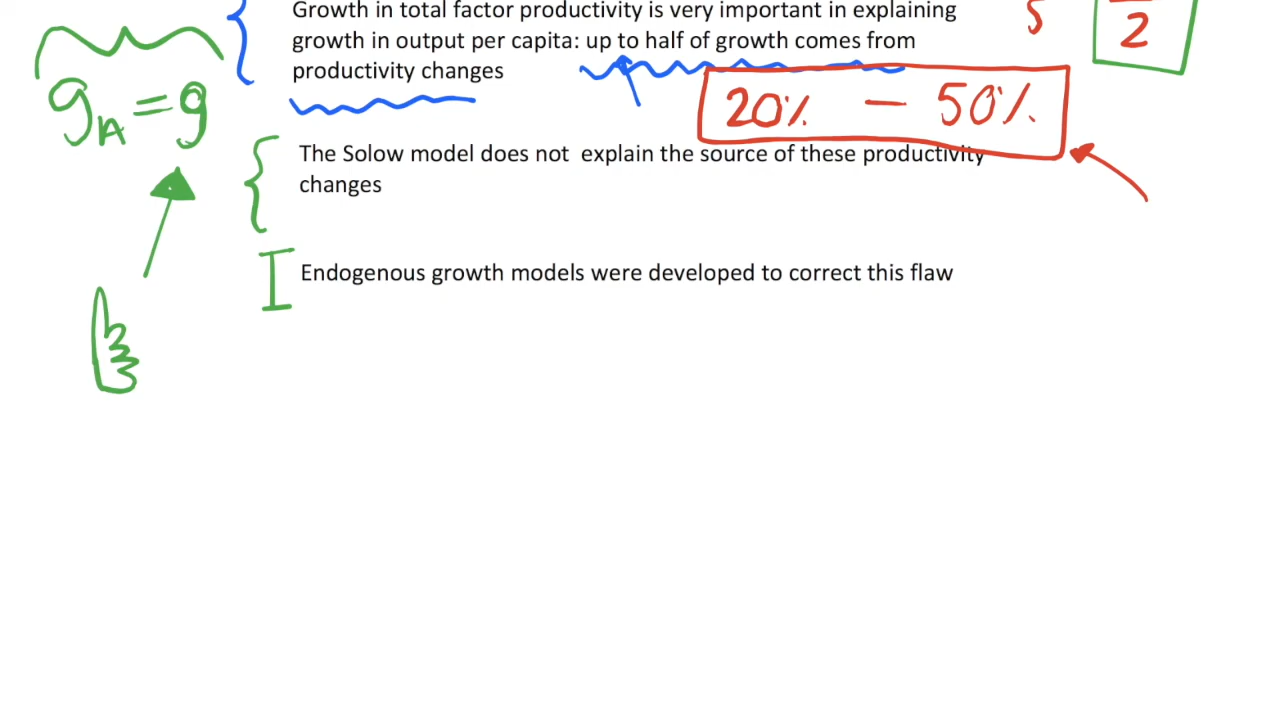 Growth in total factor productivity is very important in explaining
growth in output per capita: up to half of growth comes from
productivity changes
5
2
gA = g
20% – 50%
The Solow model does not explain the source of these productivity
changes
Endogenous growth models were developed to correct this flaw